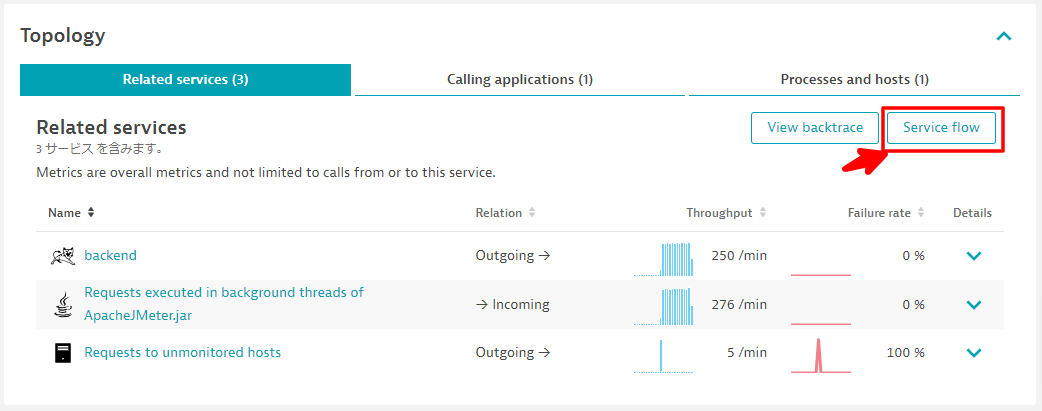 Topology
Related services (3)
Calling applications (1)
Processes and hosts (1)
Related services
View backtrace
Service flow
3 サービス を含みます。
Metrics are overall metrics and not limited to calls from or to this service.
Name Relation Throughput Failure rate Details
backend Outgoing → 250 /min 0 %
Requests executed in background threads of
ApacheJMeter.jar
→ Incoming 276 /min 0 %
Requests to unmonitored hosts Outgoing → 5 /min 100 %